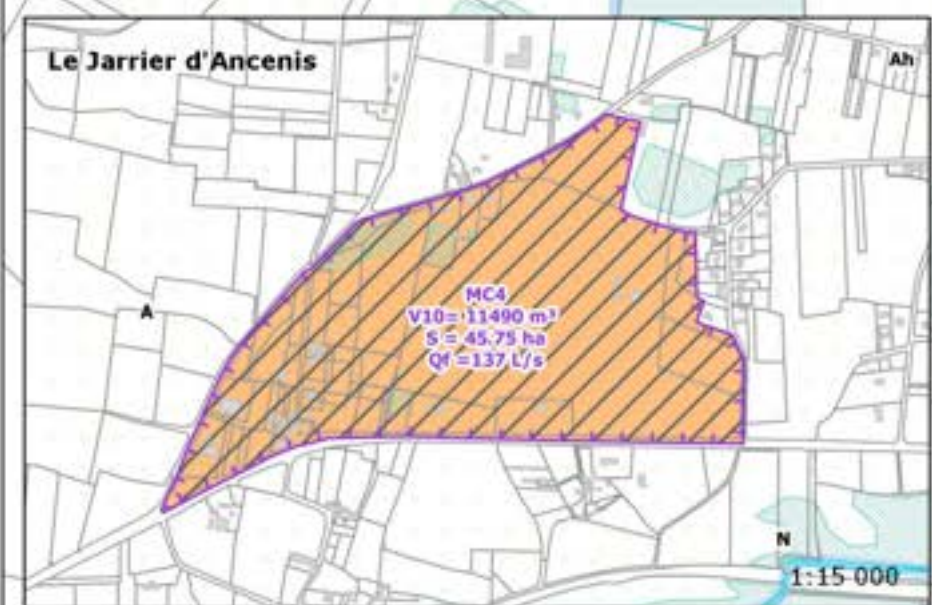 Le Jarrier d'Ancenis
Ah
A
MC4
V10= 11490 m³
S = 45.75 ha
Qf =137 L/s
N
1:15 000